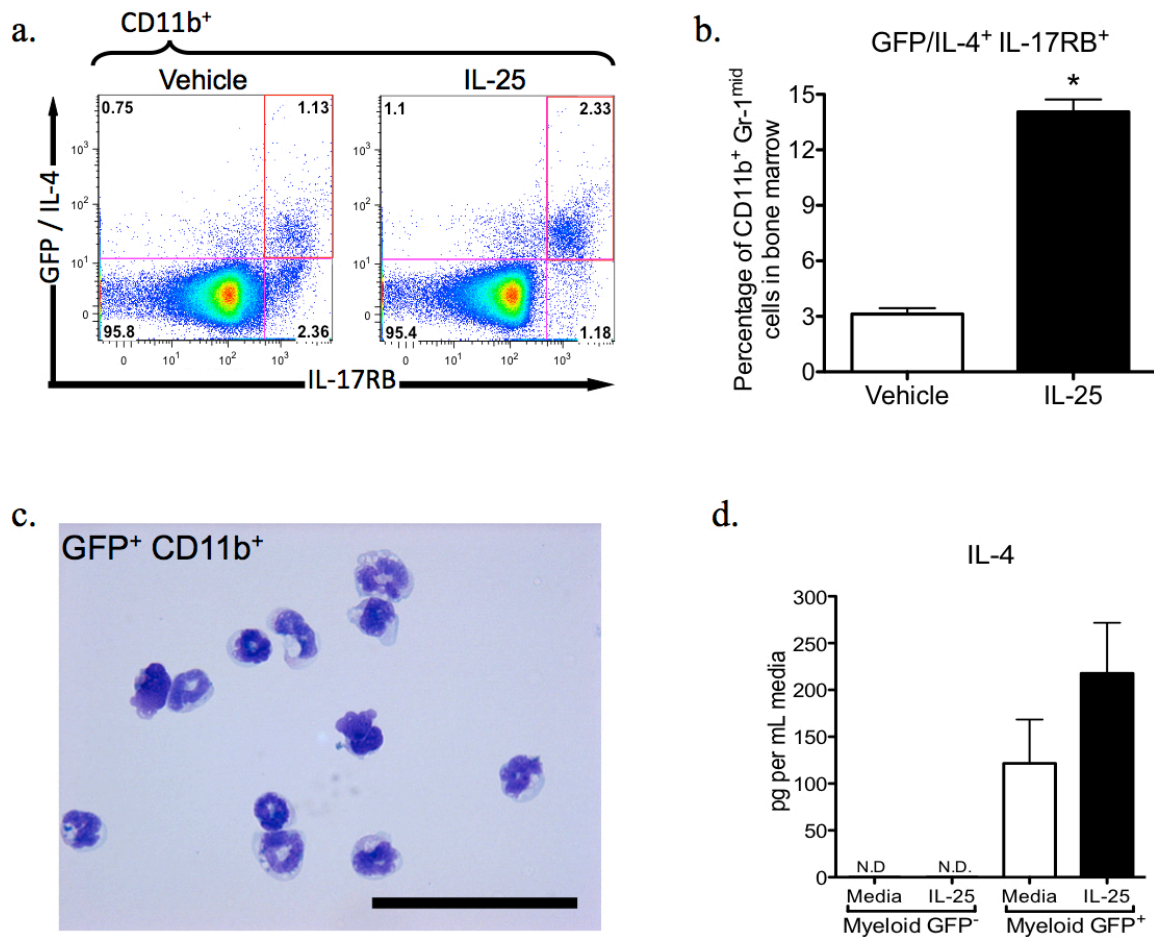 a.
CD11b⁺
Vehicle
IL-25
0.75
1.13
1.1
2.33
GFP / IL-4
10³
10²
10¹
0
95.8
2.36
95.4
1.18
0 10¹ 10² 10³
0 10¹ 10² 10³
IL-17RB
b.
GFP/IL-4⁺ IL-17RB⁺
*
Percentage of CD11b⁺ Gr-1ᵐⁱᵈ
cells in bone marrow
15
12
9
6
3
0
Vehicle
IL-25
c.
GFP⁺ CD11b⁺
d.
IL-4
pg per mL media
300
250
200
150
100
50
0
N.D
N.D.
Media IL-25 Media IL-25
Myeloid GFP⁻ Myeloid GFP⁺